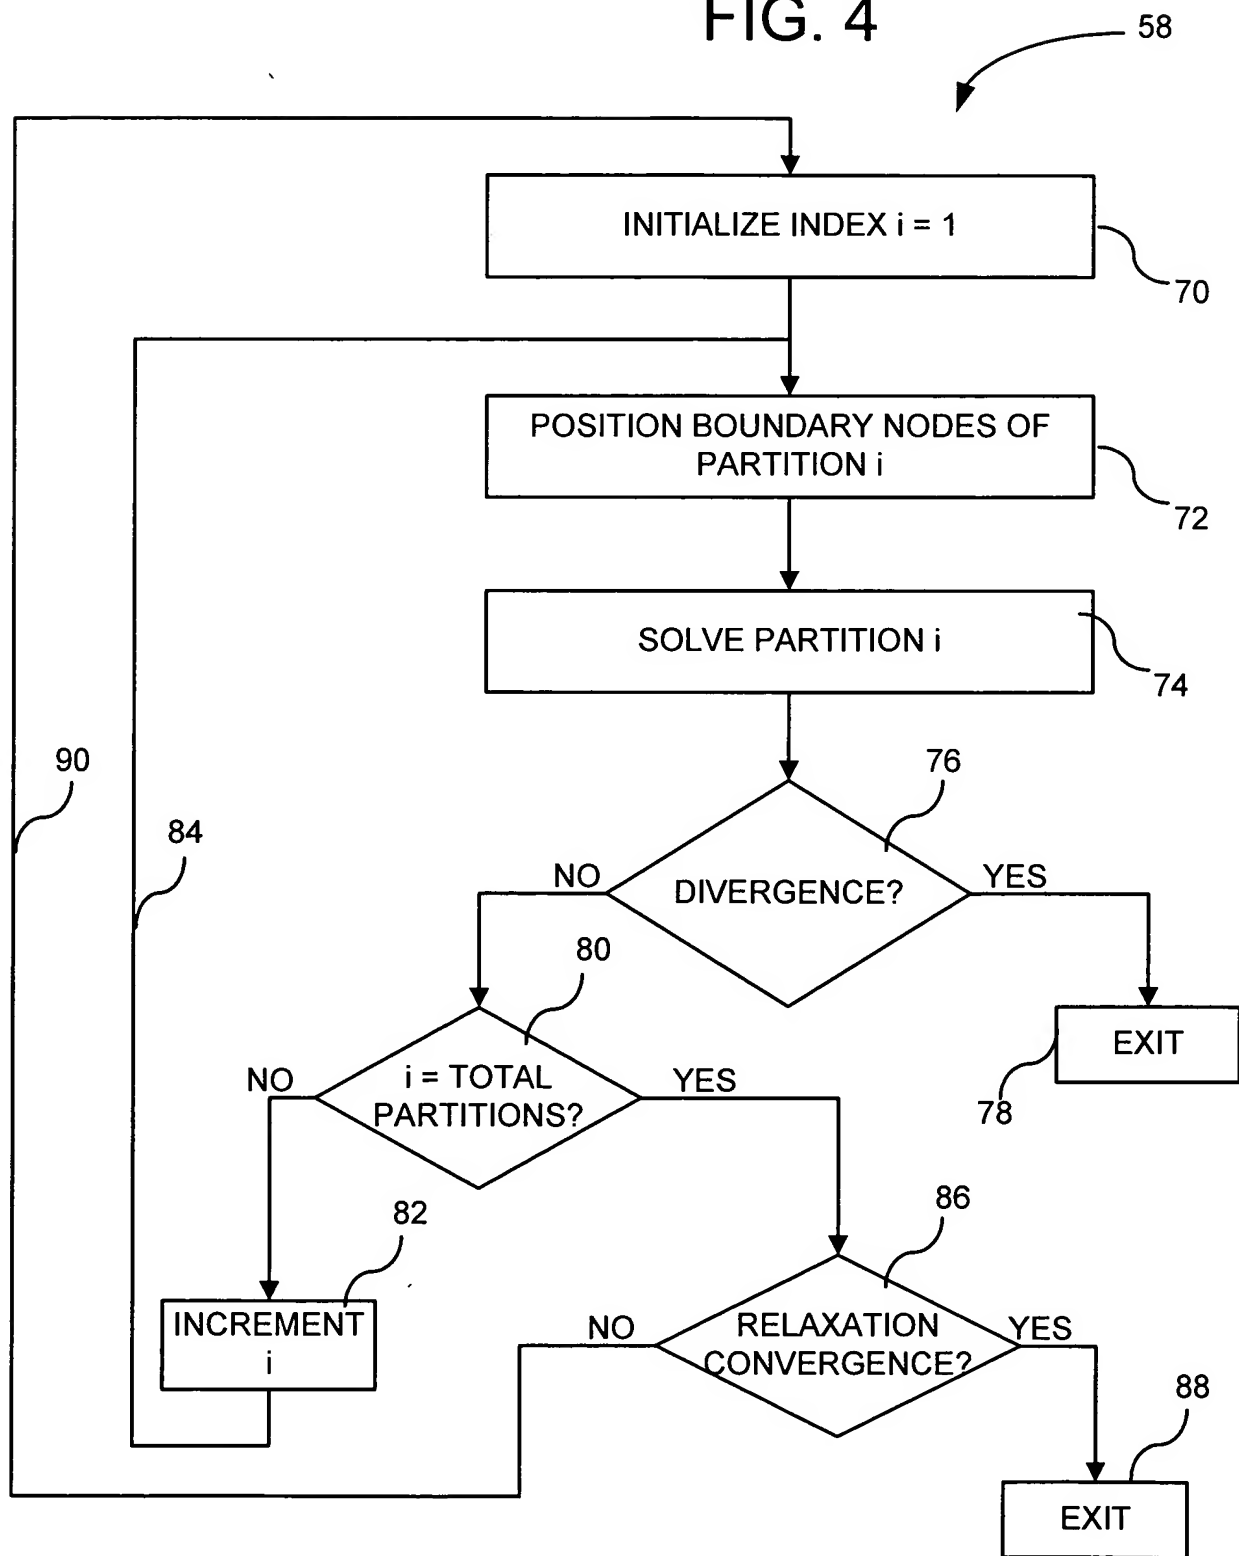 FIG. 4
58
INITIALIZE INDEX i = 1
70
POSITION BOUNDARY NODES OF
PARTITION i
72
SOLVE PARTITION i
74
90
76
84
NO
DIVERGENCE?
YES
80
EXIT
78
NO
i = TOTAL
PARTITIONS?
YES
82
86
INCREMENT
i
NO
RELAXATION
CONVERGENCE?
YES
88
EXIT